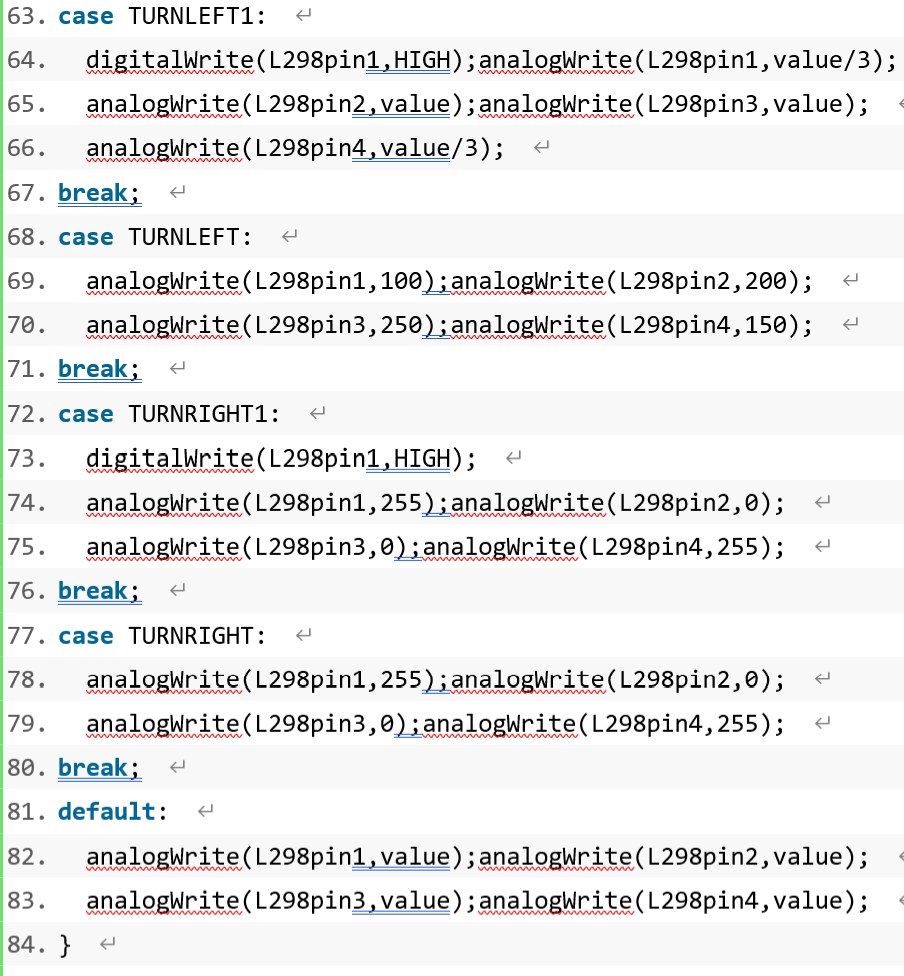 63. case TURNLEFT1: ↵
64. digitalWrite(L298pin1,HIGH);analogWrite(L298pin1,value/3);
65. analogWrite(L298pin2,value);analogWrite(L298pin3,value);
66. analogWrite(L298pin4,value/3); ↵
67. break; ↵
68. case TURNLEFT: ↵
69. analogWrite(L298pin1,100);analogWrite(L298pin2,200); ↵
70. analogWrite(L298pin3,250);analogWrite(L298pin4,150); ↵
71. break; ↵
72. case TURNRIGHT1: ↵
73. digitalWrite(L298pin1,HIGH); ↵
74. analogWrite(L298pin1,255);analogWrite(L298pin2,0); ↵
75. analogWrite(L298pin3,0);analogWrite(L298pin4,255); ↵
76. break; ↵
77. case TURNRIGHT: ↵
78. analogWrite(L298pin1,255);analogWrite(L298pin2,0); ↵
79. analogWrite(L298pin3,0);analogWrite(L298pin4,255); ↵
80. break; ↵
81. default: ↵
82. analogWrite(L298pin1,value);analogWrite(L298pin2,value);
83. analogWrite(L298pin3,value);analogWrite(L298pin4,value);
84. } ↵